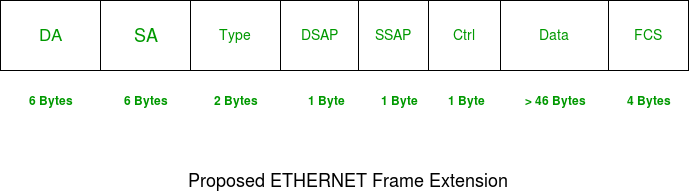 DA SA Type DSAP SSAP Ctrl Data FCS
6 Bytes 6 Bytes 2 Bytes 1 Byte 1 Byte 1 Byte > 46 Bytes 4 Bytes
Proposed ETHERNET Frame Extension